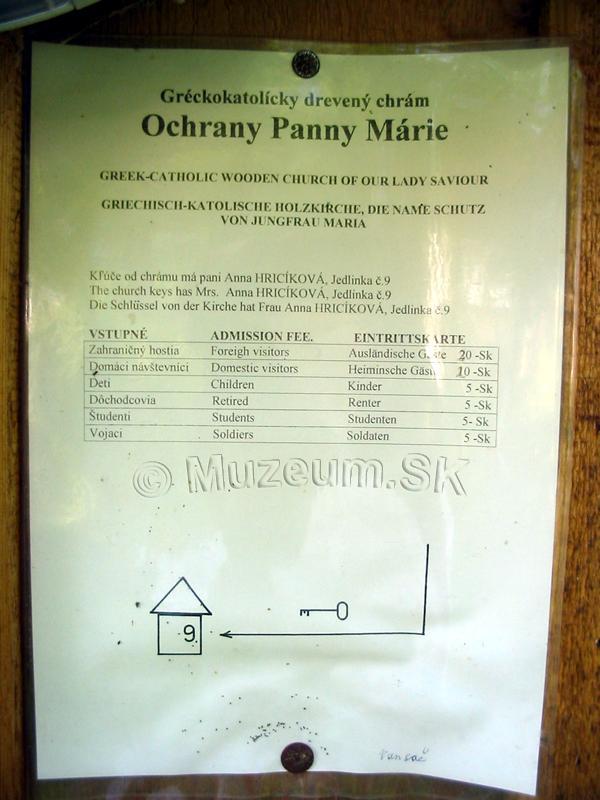 Gréckokatolícky drevený chrám
Ochrany Panny Márie
GREEK-CATHOLIC WOODEN CHURCH OF OUR LADY SAVIOUR
GRIECHISCH-KATOLISCHE HOLZKIRCHE, DIE NAME SCHUTZ
VON JUNGFRAU MARIA
Kľúče od chrámu má pani Anna HRICÍKOVÁ, Jedlinka č.9
The church keys has Mrs. Anna HRICÍKOVÁ, Jedlinka č.9
Die Schlüssel von der Kirche hat Frau Anna HRICÍKOVÁ, Jedlinka č.9
VSTUPNÉ ADMISSION FEE. EINTRITTSKARTE
Zahraničný hostia Foreigh visitors Ausländische Gäste 20 -Sk
Domáci návštevníci Domestic visitors Heiminsche Gäste 10 -Sk
Deti Children Kinder 5 -Sk
Dôchodcovia Retired Renter 5 -Sk
Študenti Students Studenten 5- Sk
Vojaci Soldiers Soldaten 5 -Sk
© Muzeum.Sk
9